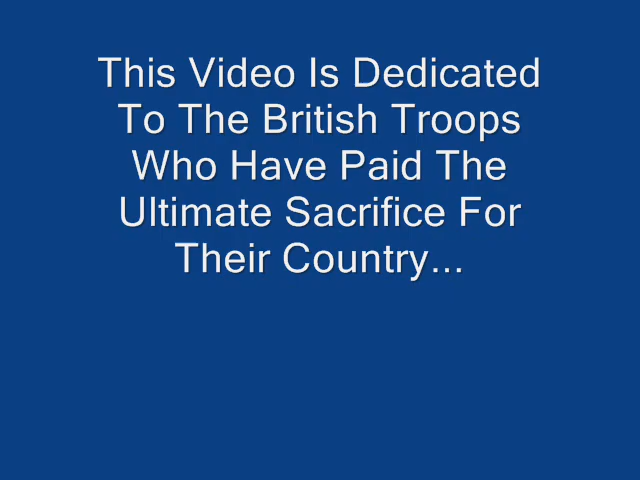 This Video Is Dedicated
To The British Troops
Who Have Paid The
Ultimate Sacrifice For
Their Country...